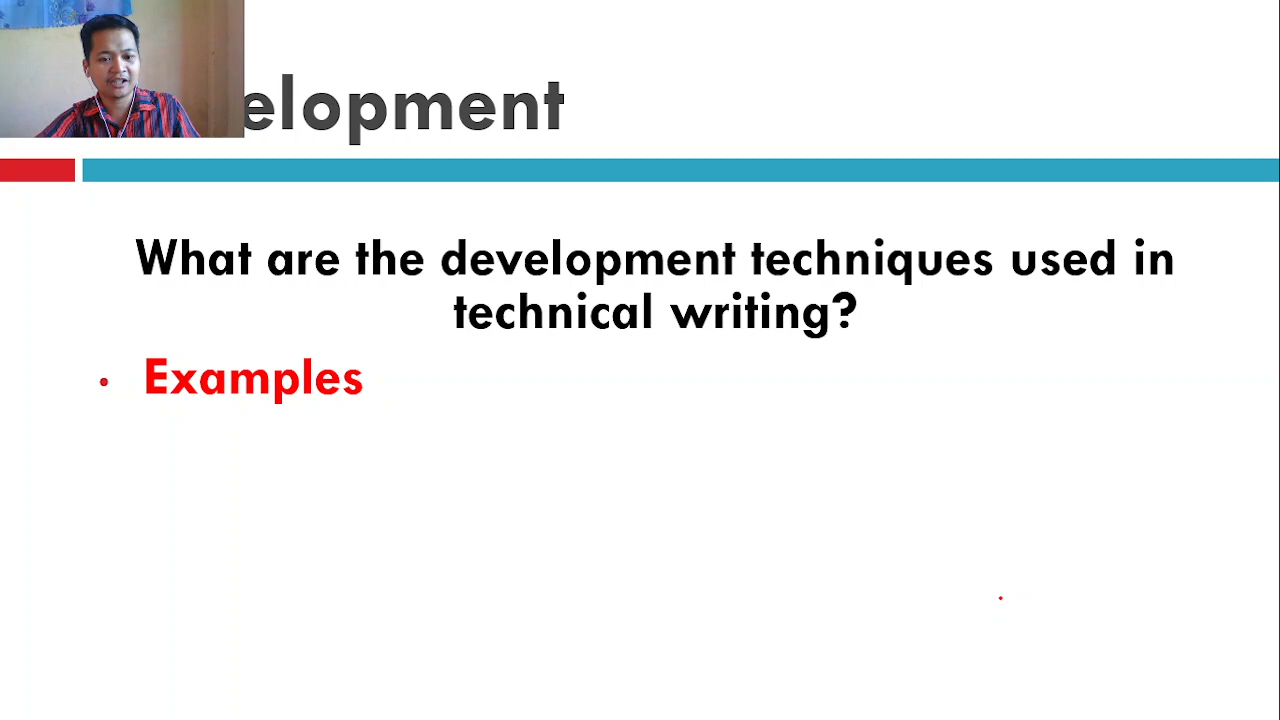 elopment
What are the development techniques used in
technical writing?
• Examples